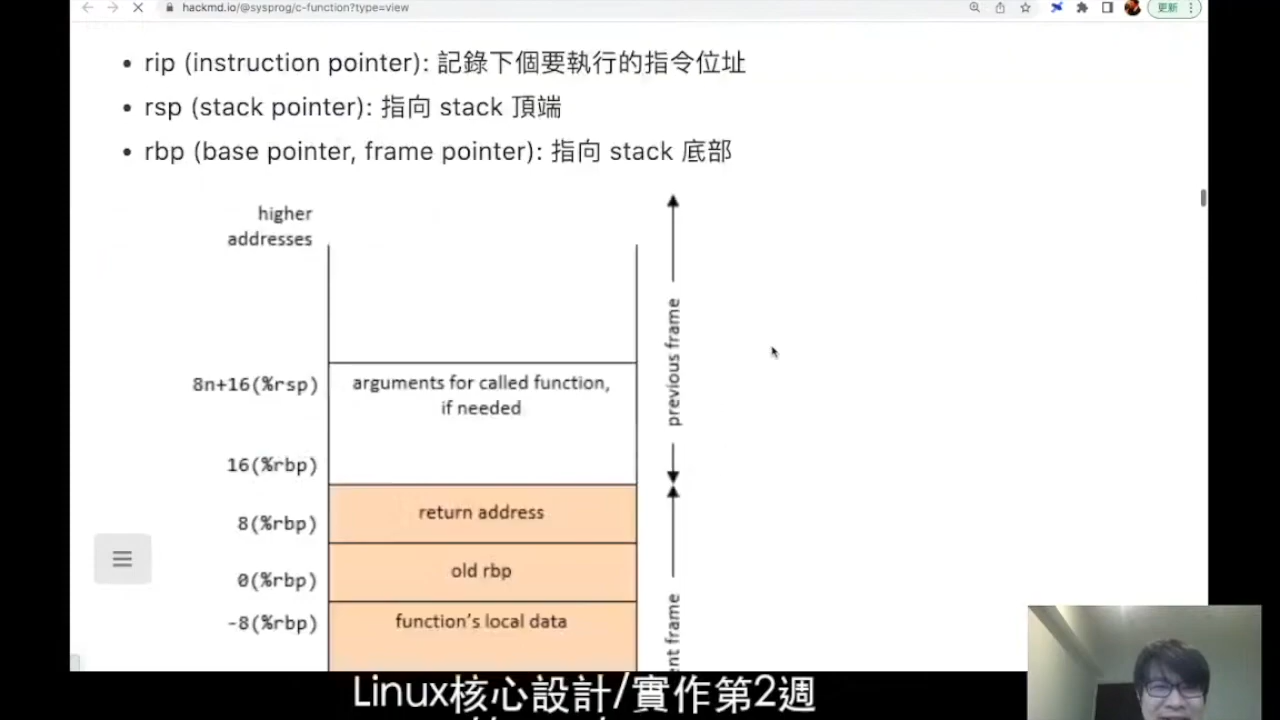 hackmd.io/@sysprog/c-function?type=view
更新
rip (instruction pointer): 記錄下個要執行的指令位址
rsp (stack pointer): 指向 stack 頂端
rbp (base pointer, frame pointer): 指向 stack 底部
higher
addresses
previous frame
8n+16(%rsp)
arguments for called function,
if needed
16(%rbp)
return address
8(%rbp)
old rbp
0(%rbp)
function's local data
-8(%rbp)
nt frame
Linux核心設計/實作第2週